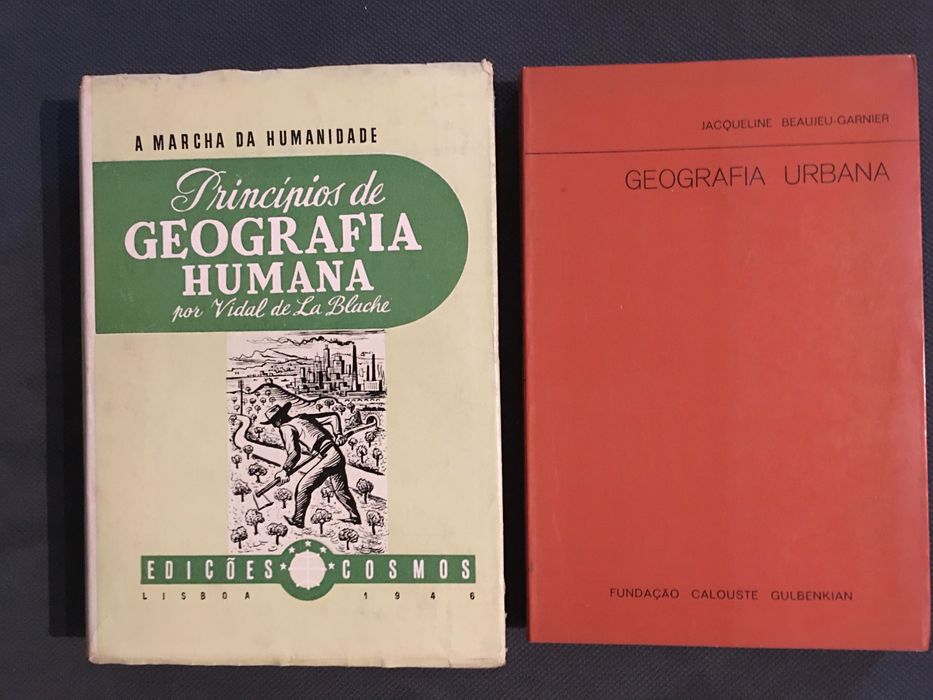 A MARCHA DA HUMANIDADE
Princípios de
GEOGRAFIA
HUMANA
por Vidal de La Blache
EDIÇÕES COSMOS
LISBOA 1946
JACQUELINE BEAUJEU-GARNIER
GEOGRAFIA URBANA
FUNDAÇÃO CALOUSTE GULBENKIAN